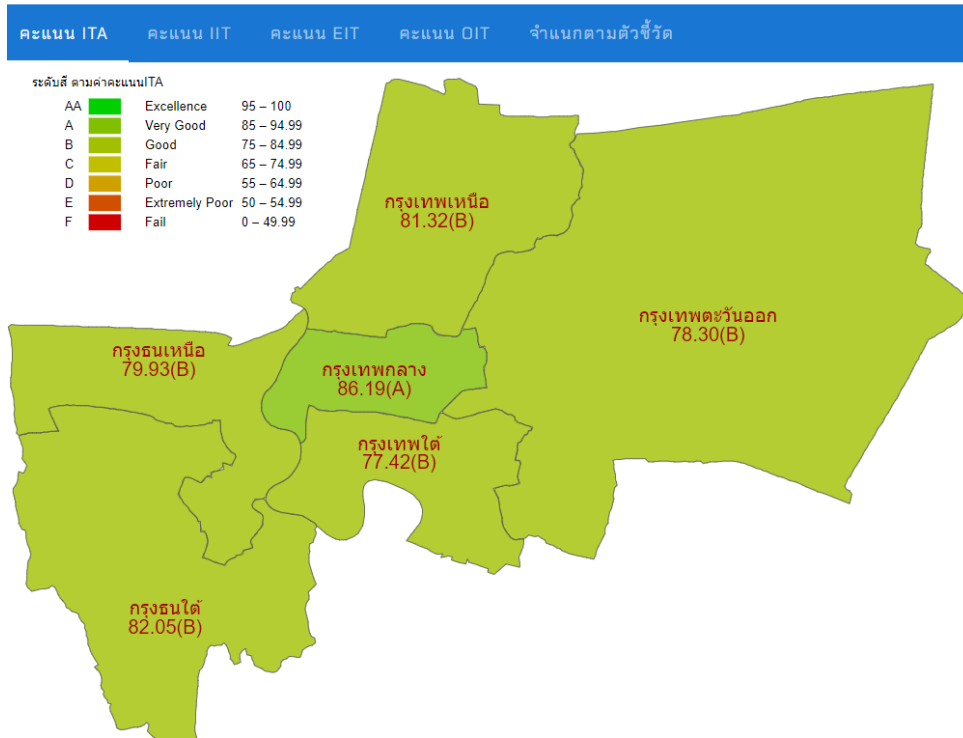 คะแนน ITA คะแนน IIT คะแนน EIT คะแนน OIT จำแนกตามตัวชี้วัด
ระดับสี ตามค่าคะแนนITA
AA Excellence 95 – 100
A Very Good 85 – 94.99
B Good 75 – 84.99
C Fair 65 – 74.99
D Poor 55 – 64.99
E Extremely Poor 50 – 54.99
F Fail 0 – 49.99
กรุงเทพเหนือ
81.32(B)
กรุงเทพตะวันออก
78.30(B)
กรุงธนเหนือ
79.93(B)
กรุงเทพกลาง
86.19(A)
กรุงเทพใต้
77.42(B)
กรุงธนใต้
82.05(B)